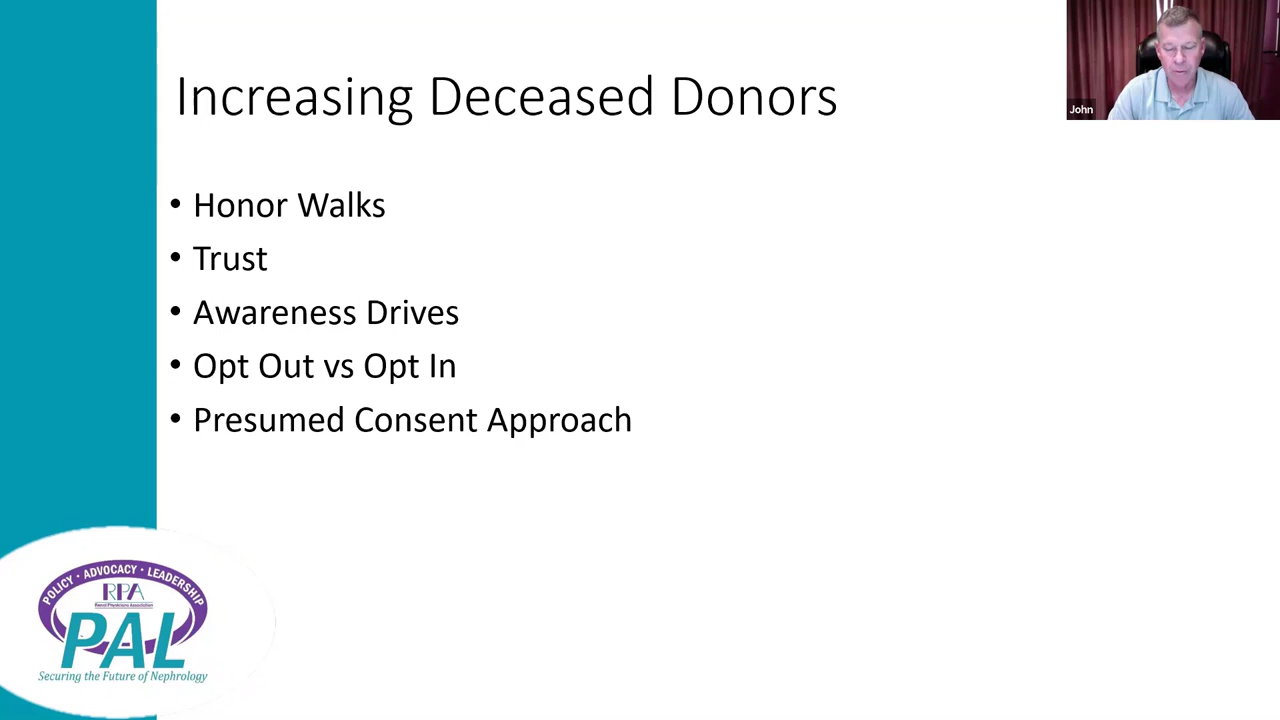 Increasing Deceased Donors
John
• Honor Walks
• Trust
• Awareness Drives
• Opt Out vs Opt In
• Presumed Consent Approach
POLICY • ADVOCACY • LEADERSHIP
RPA
Renal Physicians Association
PAL
Securing the Future of Nephrology